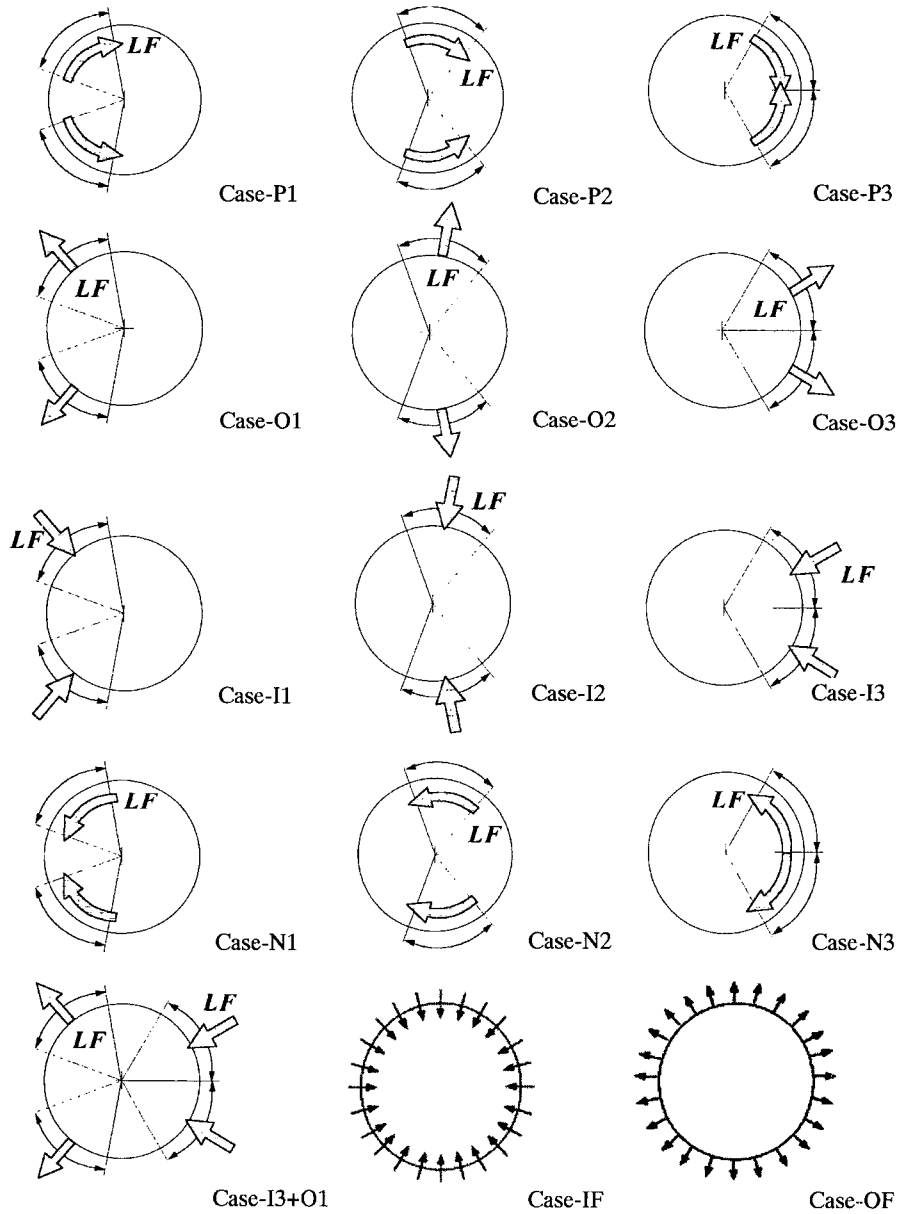 LF
LF
LF
Case-P1
Case-P2
Case-P3
LF
LF
LF
Case-O1
Case-O2
Case-O3
LF
LF
LF
Case-I1
Case-I2
Case-I3
LF
LF
LF
Case-N1
Case-N2
Case-N3
LF
LF
Case-I3+O1
Case-IF
Case-OF